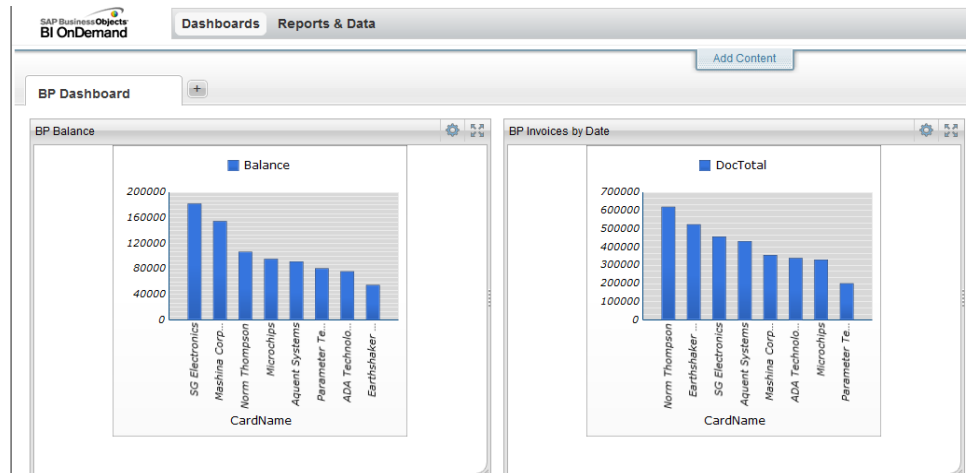 SAP BusinessObjects
BI OnDemand
Dashboards Reports & Data
Add Content
BP Dashboard +
BP Balance
Balance
200000
160000
120000
80000
40000
0
SG Electronics
Mashina Corp...
Norm Thompson
Microchips
Aquent Systems
Parameter Te...
ADA Technolo...
Earthshaker ...
CardName
BP Invoices by Date
DocTotal
700000
600000
500000
400000
300000
200000
100000
0
Norm Thompson
Earthshaker ...
SG Electronics
Aquent Systems
Mashina Corp...
ADA Technolo...
Microchips
Parameter Te...
CardName